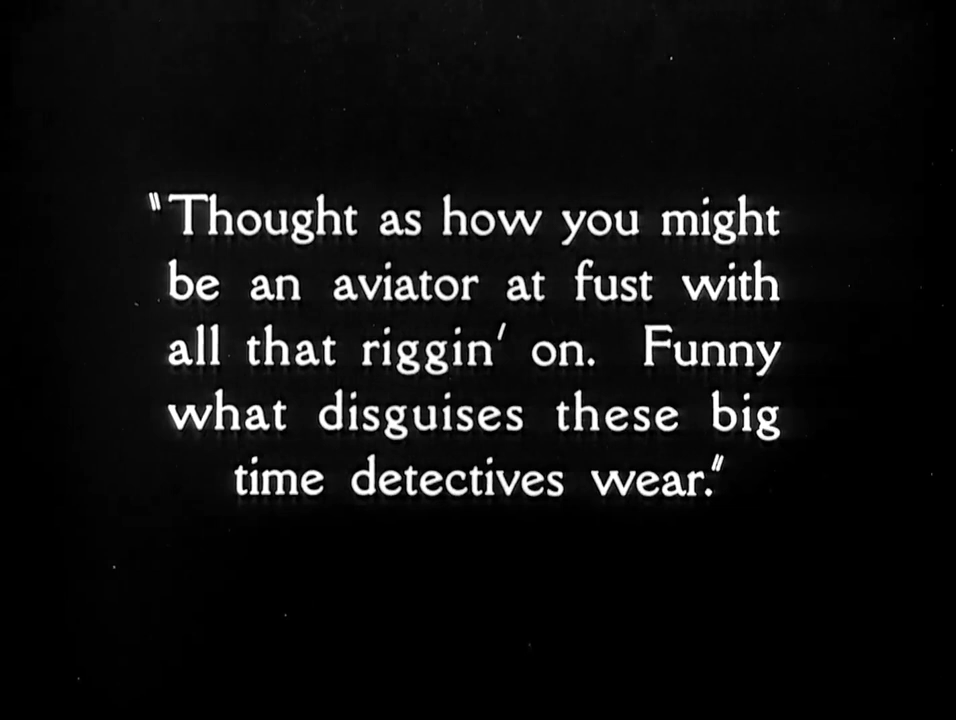 "Thought as how you might
be an aviator at fust with
all that riggin' on. Funny
what disguises these big
time detectives wear."